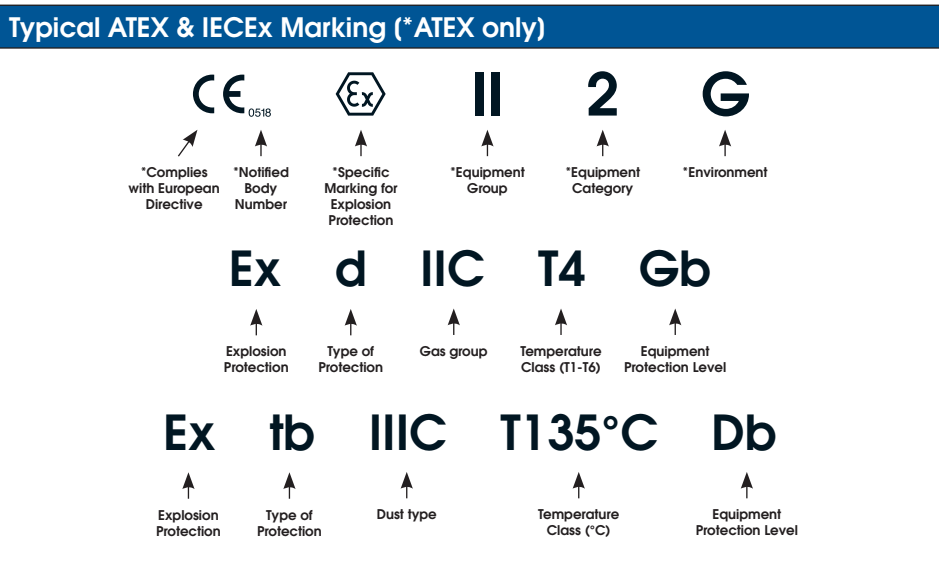 Typical ATEX & IECEx Marking (*ATEX only)
CE 0518 Ex II 2 G
*Complies with European Directive
*Notified Body Number
*Specific Marking for Explosion Protection
*Equipment Group
*Equipment Category
*Environment
Ex d IIC T4 Gb
Explosion Protection
Type of Protection
Gas group
Temperature Class (T1-T6)
Equipment Protection Level
Ex tb IIIC T135°C Db
Explosion Protection
Type of Protection
Dust type
Temperature Class (°C)
Equipment Protection Level